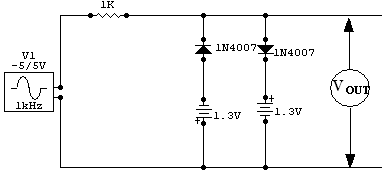 1K
V1
-5/5V
1kHz
1N4007
1N4007
VOUT
+
1.3V
+
1.3V